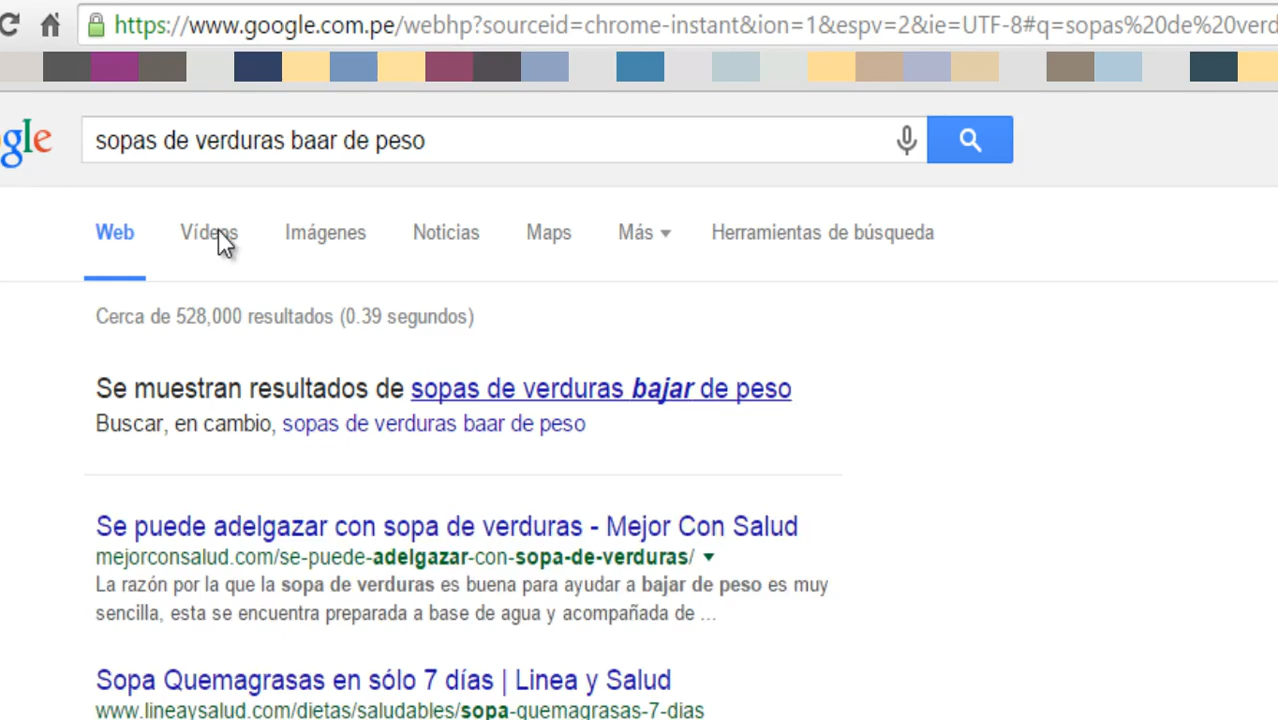 https://www.google.com.pe/webhp?sourceid=chrome-instant&ion=1&espv=2&ie=UTF-8#q=sopas%20de%20verd
gle
sopas de verduras baar de peso
Web Vídeos Imágenes Noticias Maps Más Herramientas de búsqueda
Cerca de 528,000 resultados (0.39 segundos)
Se muestran resultados de sopas de verduras bajar de peso
Buscar, en cambio, sopas de verduras baar de peso
Se puede adelgazar con sopa de verduras - Mejor Con Salud
mejorconsalud.com/se-puede-adelgazar-con-sopa-de-verduras/
La razón por la que la sopa de verduras es buena para ayudar a bajar de peso es muy
sencilla, esta se encuentra preparada a base de agua y acompañada de ...
Sopa Quemagrasas en sólo 7 días | Linea y Salud
www.lineaysalud.com/dietas/saludables/sopa-quemagrasas-7-dias